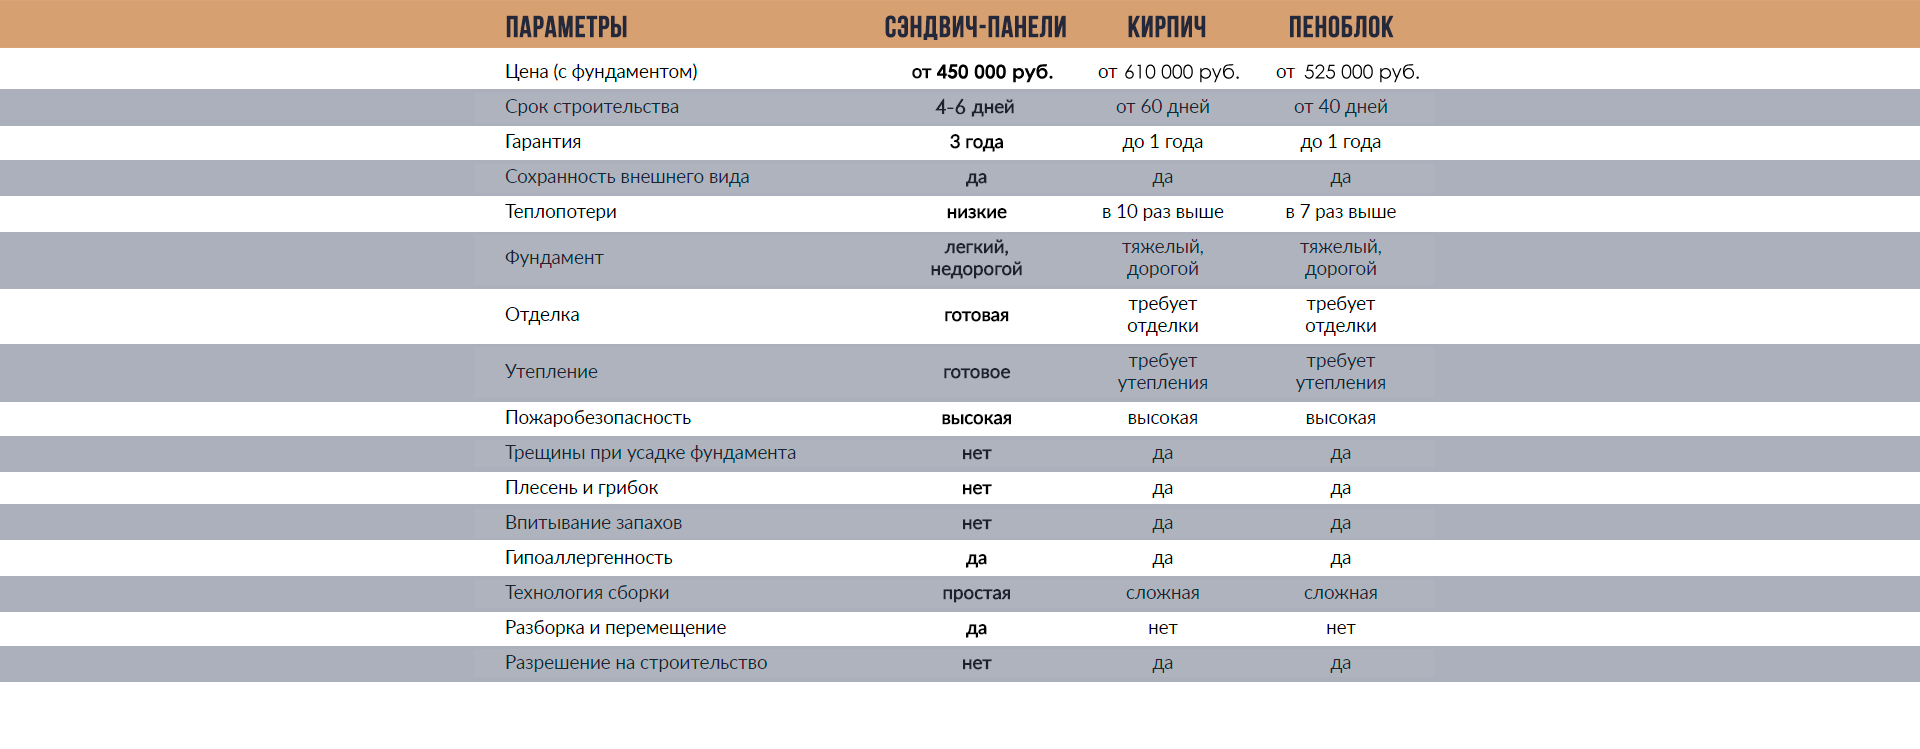 ПАРАМЕТРЫ СЭНДВИЧ-ПАНЕЛИ КИРПИЧ ПЕНОБЛОК
Цена (с фундаментом) от 450 000 руб. от 610 000 руб. от 525 000 руб.
Срок строительства 4-6 дней от 60 дней от 40 дней
Гарантия 3 года до 1 года до 1 года
Сохранность внешнего вида да да да
Теплопотери низкие в 10 раз выше в 7 раз выше
Фундамент легкий, тяжелый, тяжелый,
недорогой дорогой дорогой
Отделка готовая требует требует
отделки отделки
Утепление готовое требует требует
утепления утепления
Пожаробезопасность высокая высокая высокая
Трещины при усадке фундамента нет да да
Плесень и грибок нет да да
Впитывание запахов нет да да
Гипоаллергенность да да да
Технология сборки простая сложная сложная
Разборка и перемещение да нет нет
Разрешение на строительство нет да да